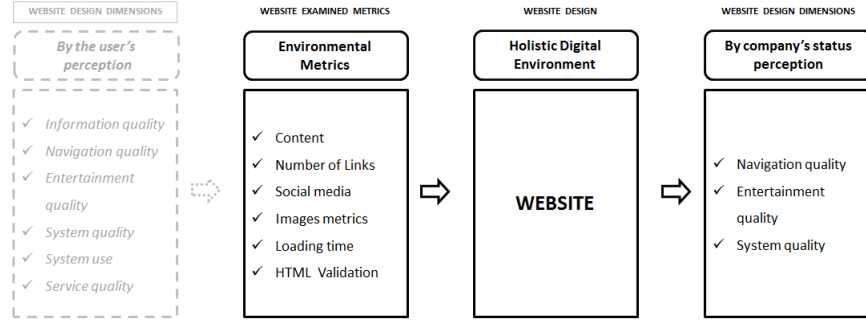 WEBSITE DESIGN DIMENSIONS
By the user's
perception
✓ Information quality
✓ Navigation quality
✓ Entertainment
quality
✓ System quality
✓ System use
✓ Service quality
WEBSITE EXAMINED METRICS
Environmental
Metrics
✓ Content
✓ Number of Links
✓ Social media
✓ Images metrics
✓ Loading time
✓ HTML Validation
WEBSITE DESIGN
Holistic Digital
Environment
WEBSITE
WEBSITE DESIGN DIMENSIONS
By company's status
perception
✓ Navigation quality
✓ Entertainment
quality
✓ System quality